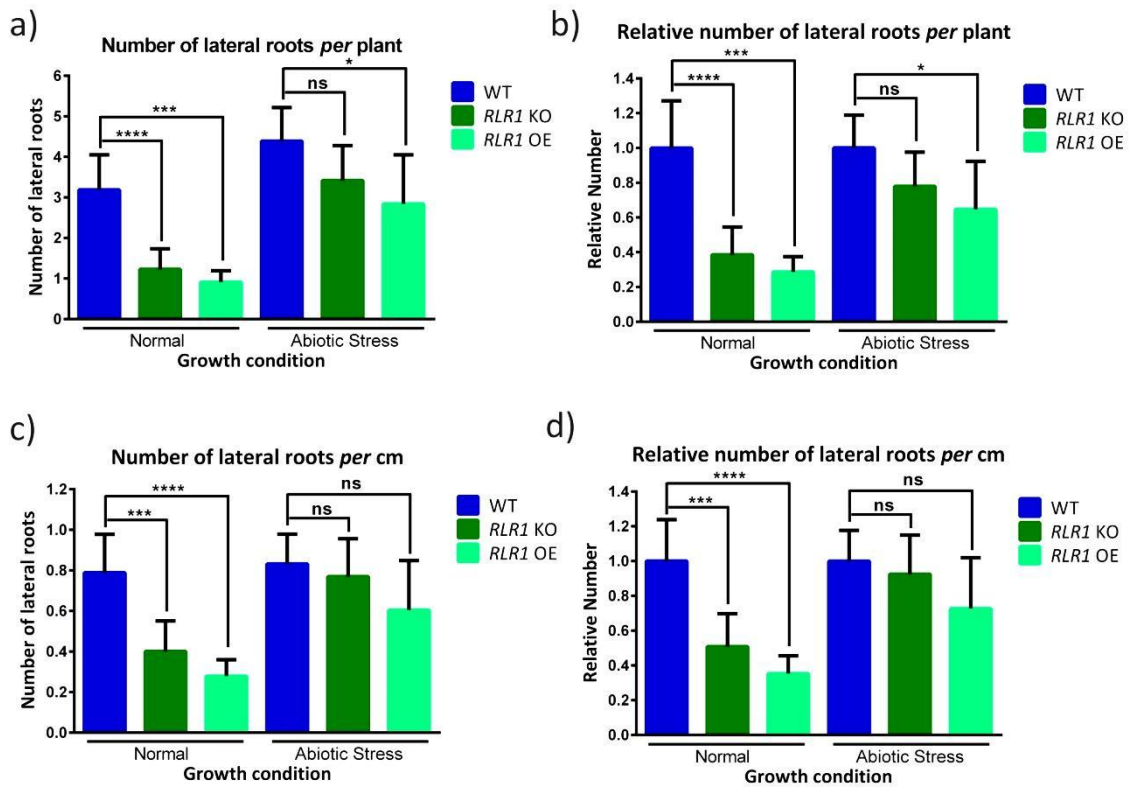 a)
Number of lateral roots per plant
Number of lateral roots
6
5
4
3
2
1
0
****
***
ns
*
WT
RLR1 KO
RLR1 OE
Normal
Abiotic Stress
Growth condition
b)
Relative number of lateral roots per plant
Relative Number
1.4
1.2
1.0
0.8
0.6
0.4
0.2
0.0
****
***
ns
*
WT
RLR1 KO
RLR1 OE
Normal
Abiotic Stress
Growth condition
c)
Number of lateral roots per cm
Number of lateral roots
1.2
1.0
0.8
0.6
0.4
0.2
0.0
***
****
ns
ns
WT
RLR1 KO
RLR1 OE
Normal
Abiotic Stress
Growth condition
d)
Relative number of lateral roots per cm
Relative Number
1.4
1.2
1.0
0.8
0.6
0.4
0.2
0.0
***
****
ns
ns
WT
RLR1 KO
RLR1 OE
Normal
Abiotic Stress
Growth condition